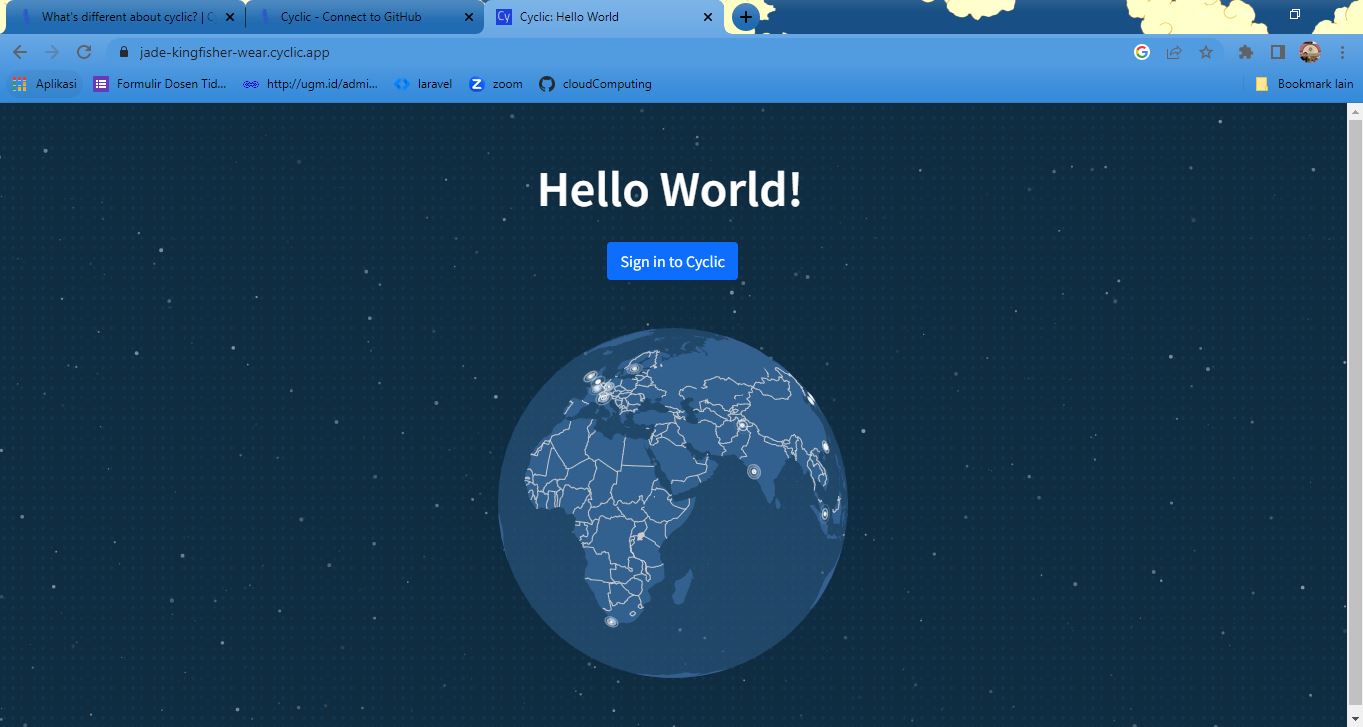 What's different about cyclic? | C
Cyclic - Connect to GitHub
Cy Cyclic: Hello World
jade-kingfisher-wear.cyclic.app
Aplikasi
Formulir Dosen Tid...
http://ugm.id/admi...
laravel
zoom
cloudComputing
Bookmark lain
Hello World!
Sign in to Cyclic